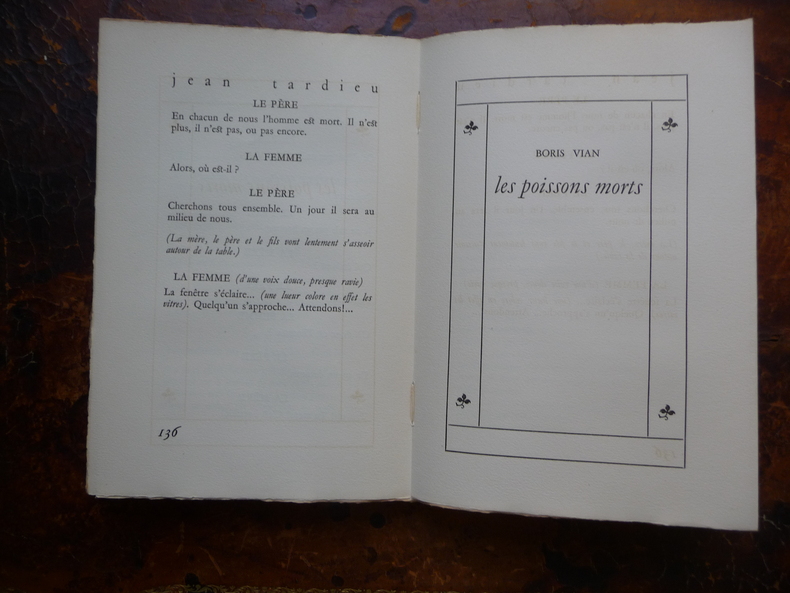 jean tardieu
LE PÈRE
En chacun de nous l'homme est mort. Il n'est
plus, il n'est pas, ou pas encore.
LA FEMME
Alors, où est-il ?
LE PÈRE
Cherchons tous ensemble. Un jour il sera au
milieu de nous.
(La mère, le père et le fils vont lentement s'asseoir
autour de la table.)
LA FEMME (d'une voix douce, presque ravie)
La fenêtre s'éclaire... (une lueur colore en effet les
vitres). Quelqu'un s'approche... Attendons!...
136
BORIS VIAN
les poissons morts